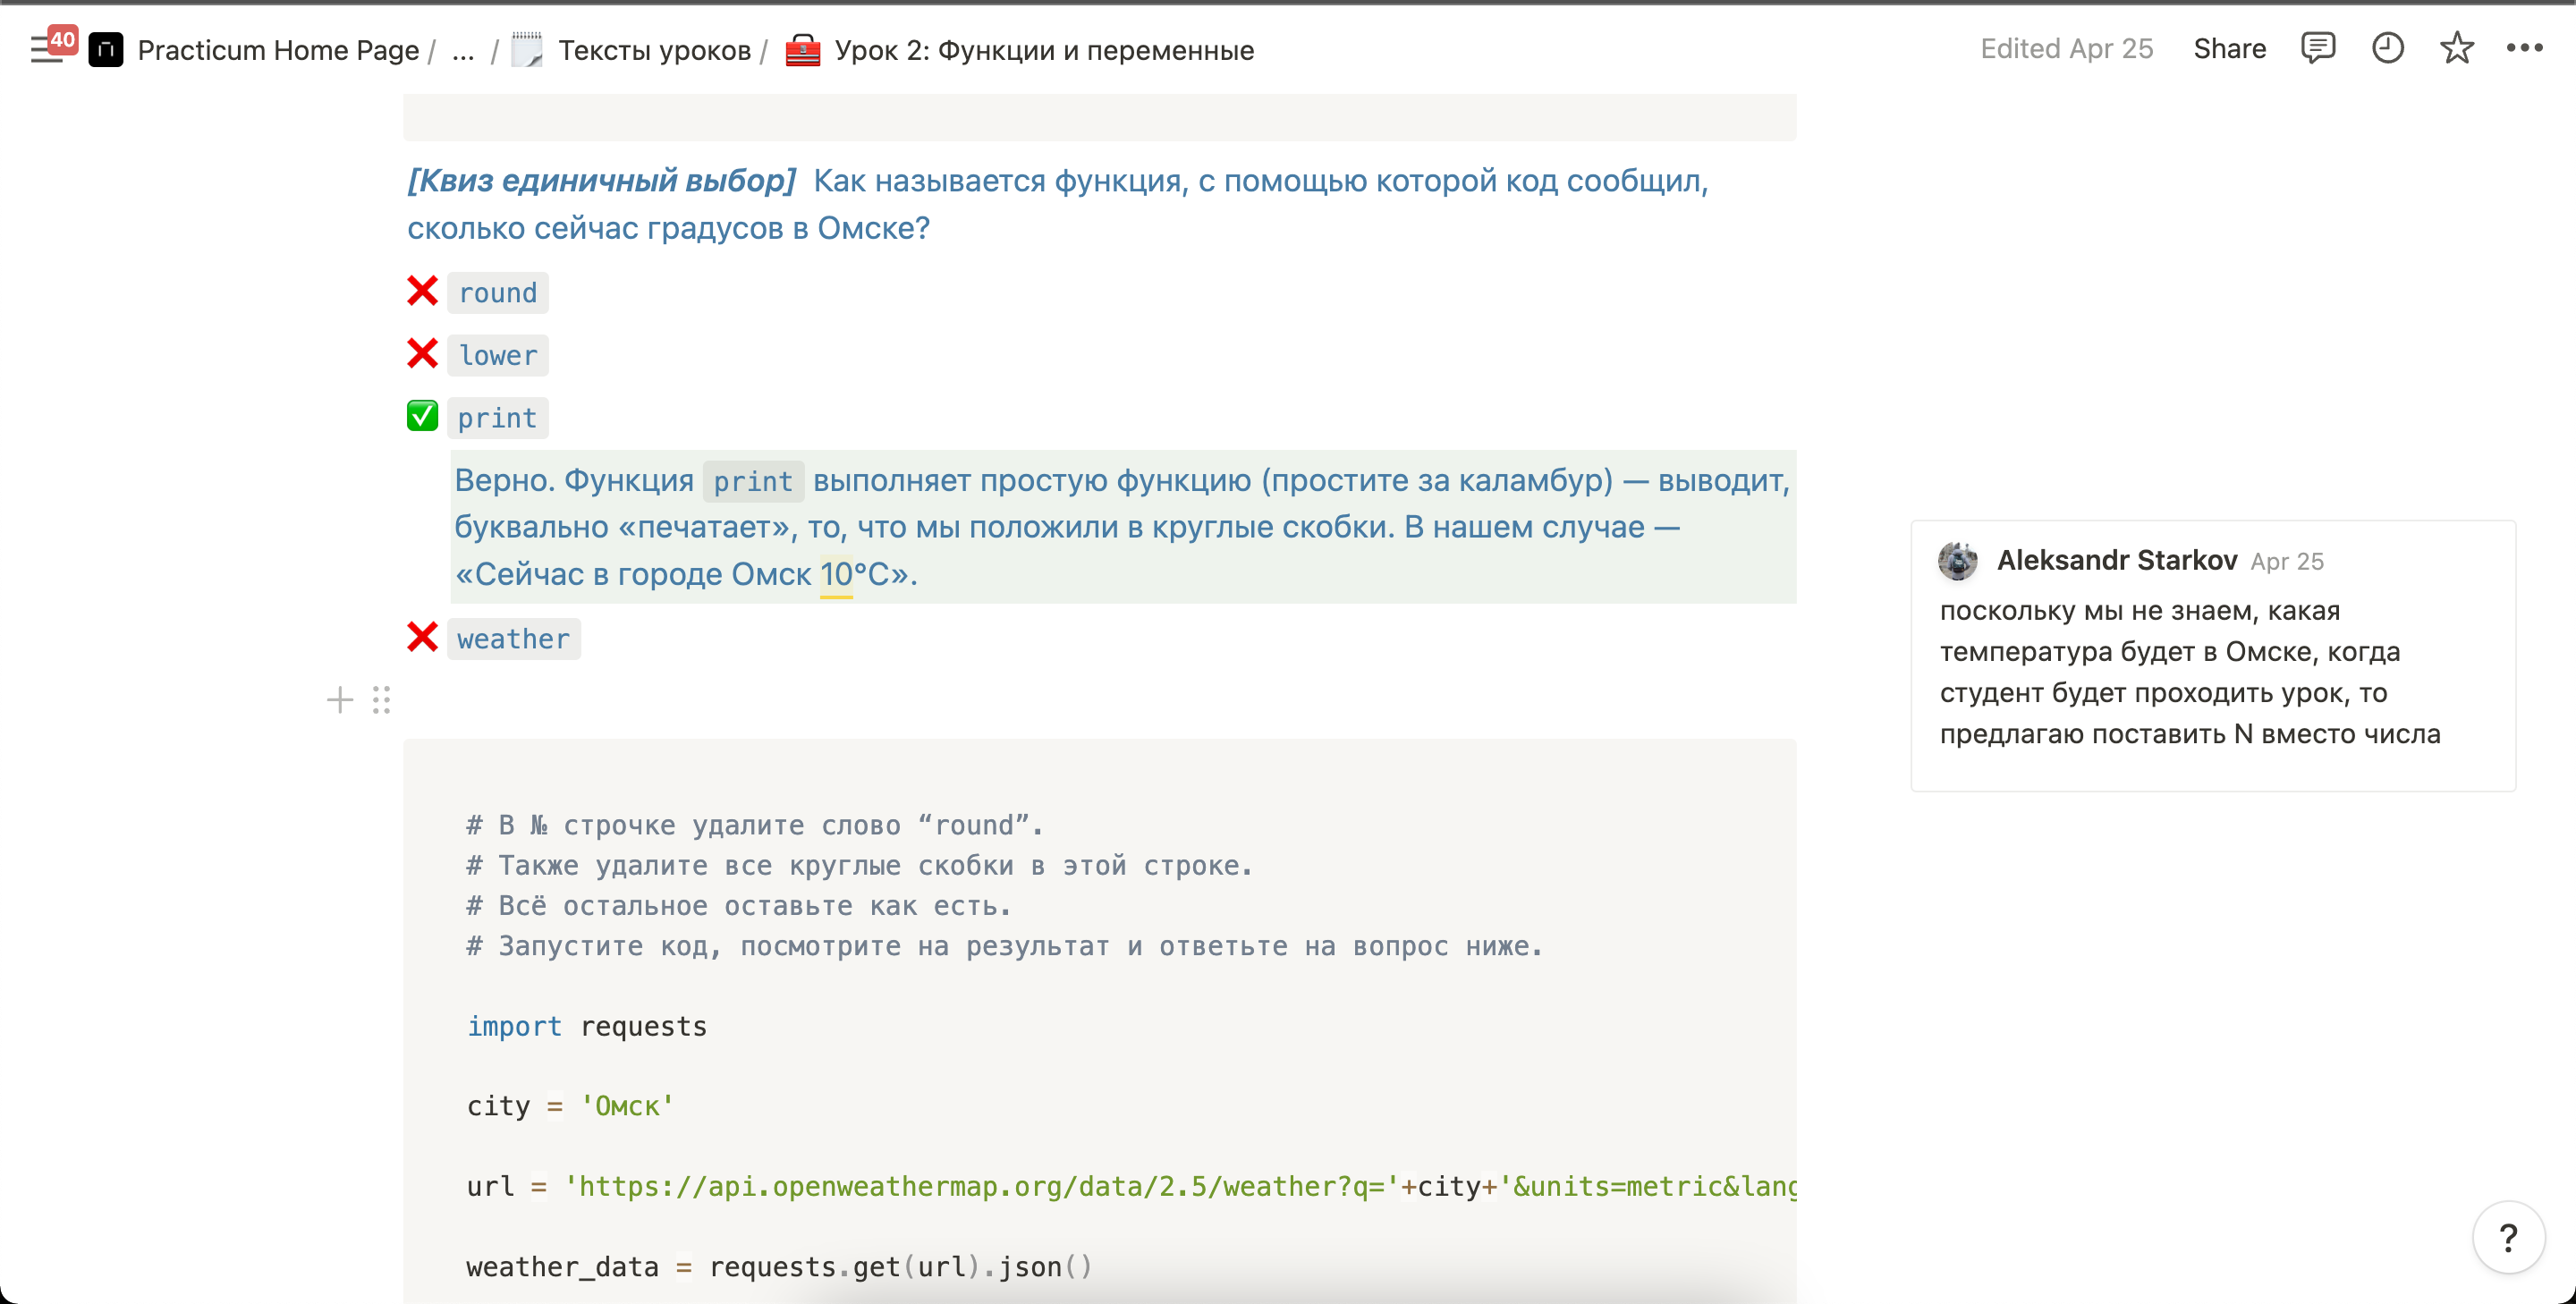 40
Practicum Home Page / ... / Тексты уроков / Урок 2: Функции и переменные
Edited Apr 25 Share
[Квиз единичный выбор] Как называется функция, с помощью которой код сообщил,
сколько сейчас градусов в Омске?
round
lower
print
Верно. Функция print выполняет простую функцию (простите за каламбур) — выводит,
буквально «печатает», то, что мы положили в круглые скобки. В нашем случае —
«Сейчас в городе Омск 10°C».
weather
Aleksandr Starkov Apr 25
поскольку мы не знаем, какая
температура будет в Омске, когда
студент будет проходить урок, то
предлагаю поставить N вместо числа
# В № строчке удалите слово “round”.
# Также удалите все круглые скобки в этой строке.
# Всё остальное оставьте как есть.
# Запустите код, посмотрите на результат и ответьте на вопрос ниже.
import requests
city = 'Омск'
url = 'https://api.openweathermap.org/data/2.5/weather?q='+city+'&units=metric&lang
weather_data = requests.get(url).json()
?